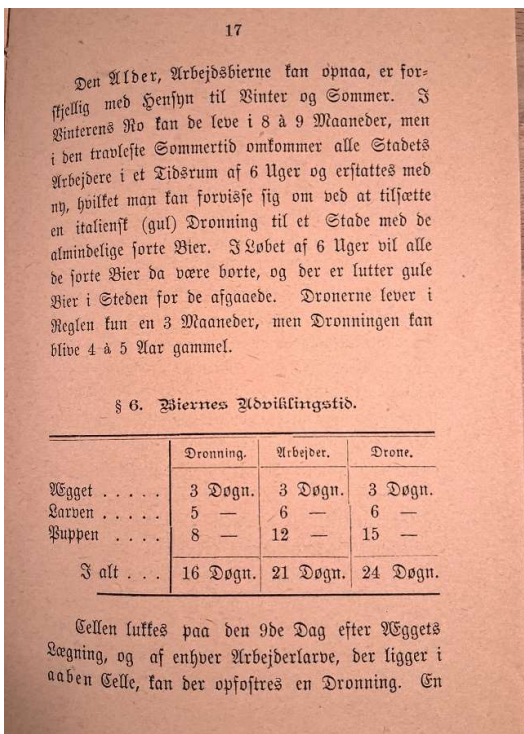 17
Den Alder, Arbejdsbierne kan opnaa, er for=
skjellig med Hensyn til Vinter og Sommer. I
Vinterens Ro kan de leve i 8 à 9 Maaneder, men
i den travleste Sommertid omkommer alle Stadets
Arbejdere i et Tidsrum af 6 Uger og erstattes med
ny, hvilket man kan forvisse sig om ved at tilsætte
en italiensk (gul) Dronning til et Stade med de
almindelige sorte Bier. I Løbet af 6 Uger vil alle
de sorte Bier da være borte, og der er lutter gule
Bier i Steden for de afgaaede. Dronerne lever i
Reglen kun en 3 Maaneder, men Dronningen kan
blive 4 à 5 Aar gammel.
§ 6. Biernes Udviklingstid.
Dronning. Arbejder. Drone.
Ægget . . . . . 3 Døgn. 3 Døgn. 3 Døgn.
Larven . . . . . 5 — 6 — 6 —
Puppen . . . . 8 — 12 — 15 —
I alt . . . 16 Døgn. 21 Døgn. 24 Døgn.
Cellen lukkes paa den 9de Dag efter Æggets
Lægning, og af enhver Arbejderlarve, der ligger i
aaben Celle, kan der opfostres en Dronning. En